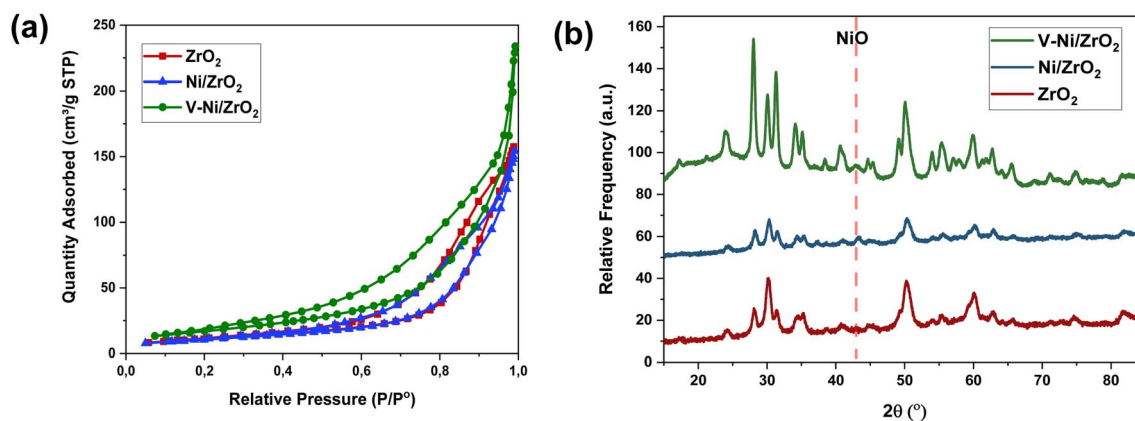 (a)
250
200
150
100
50
0
Quantity Adsorbed (cm³/g STP)
ZrO₂
Ni/ZrO₂
V-Ni/ZrO₂
0,0 0,2 0,4 0,6 0,8 1,0
Relative Pressure (P/Pᵒ)
(b)
160
140
120
100
80
60
40
20
0
Relative Frequency (a.u.)
NiO
V-Ni/ZrO₂
Ni/ZrO₂
ZrO₂
20 30 40 50 60 70 80
2θ (ᵒ)